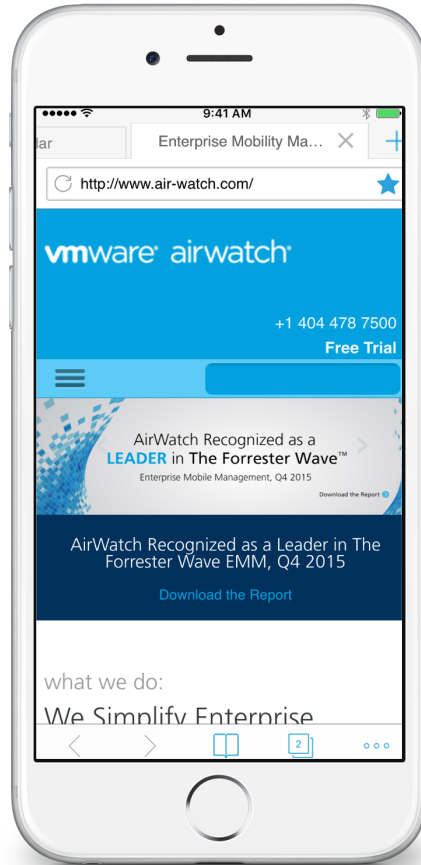 9:41 AM
lar
Enterprise Mobility Ma...
http://www.air-watch.com/
vmware® airwatch®
+1 404 478 7500
Free Trial
AirWatch Recognized as a
LEADER in The Forrester Wave™
Enterprise Mobile Management, Q4 2015
Download the Report
AirWatch Recognized as a Leader in The
Forrester Wave EMM, Q4 2015
Download the Report
what we do:
We Simplify Enterprise
2